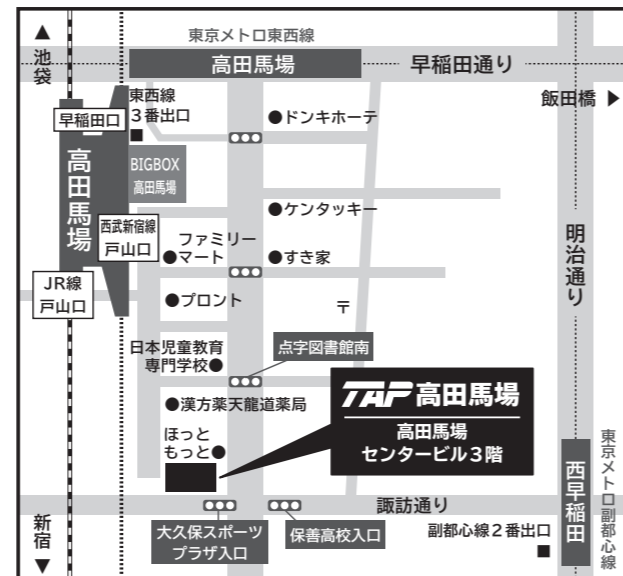 東京メトロ東西線
▲
池袋
高田馬場
早稲田通り
飯田橋 ▶
東西線
3番出口
■
早稲田口
●ドンキホーテ
高田馬場
BIGBOX
高田馬場
●ケンタッキー
西武新宿線
戸山口
ファミリー
●マート
●すき家
明治通り
JR線
戸山口
●プロント
〒
日本児童教育
専門学校●
点字図書館南
TAP高田馬場
高田馬場
センタービル3階
●漢方薬天龍道薬局
ほっと
もっと●
西早稲田
東京メトロ副都心線
諏訪通り
大久保スポーツ
プラザ入口
保善高校入口
副都心線2番出口
■
新宿
▼